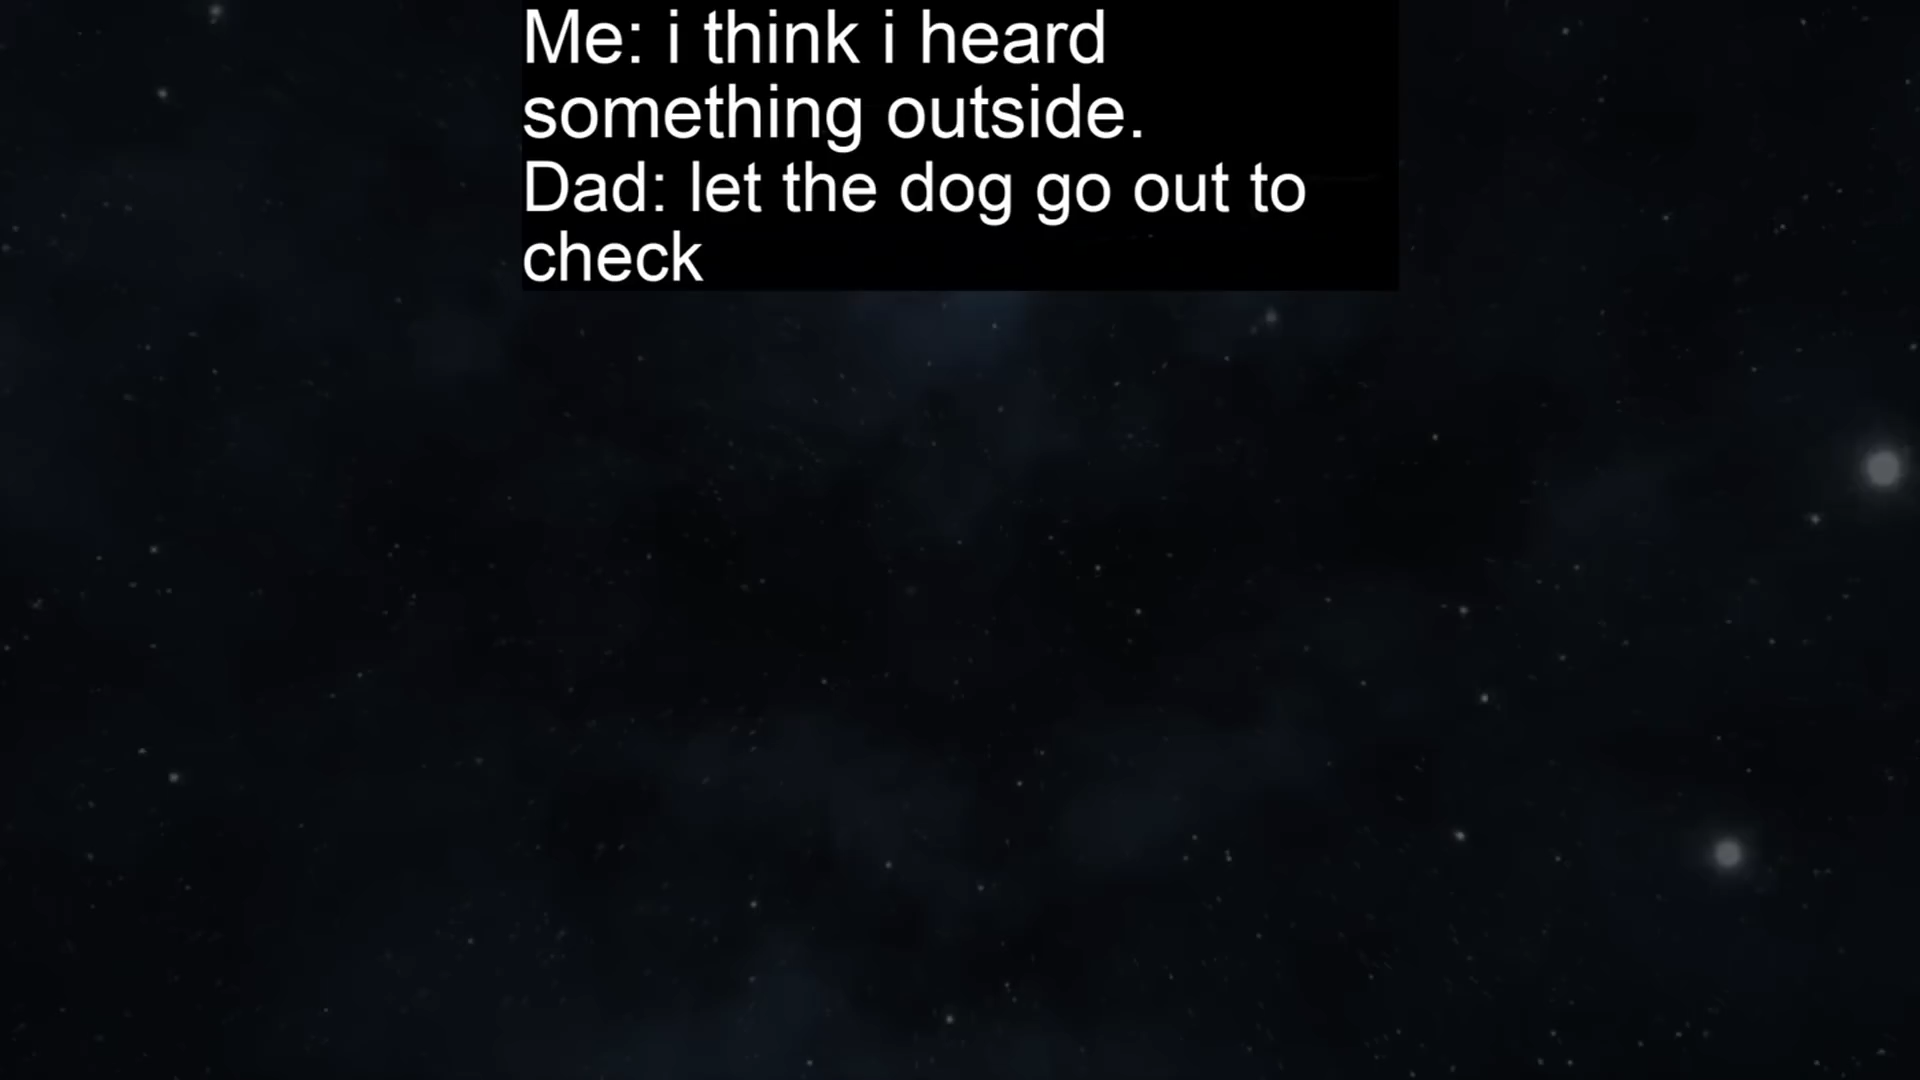 Me: i think i heard
something outside.
Dad: let the dog go out to
check